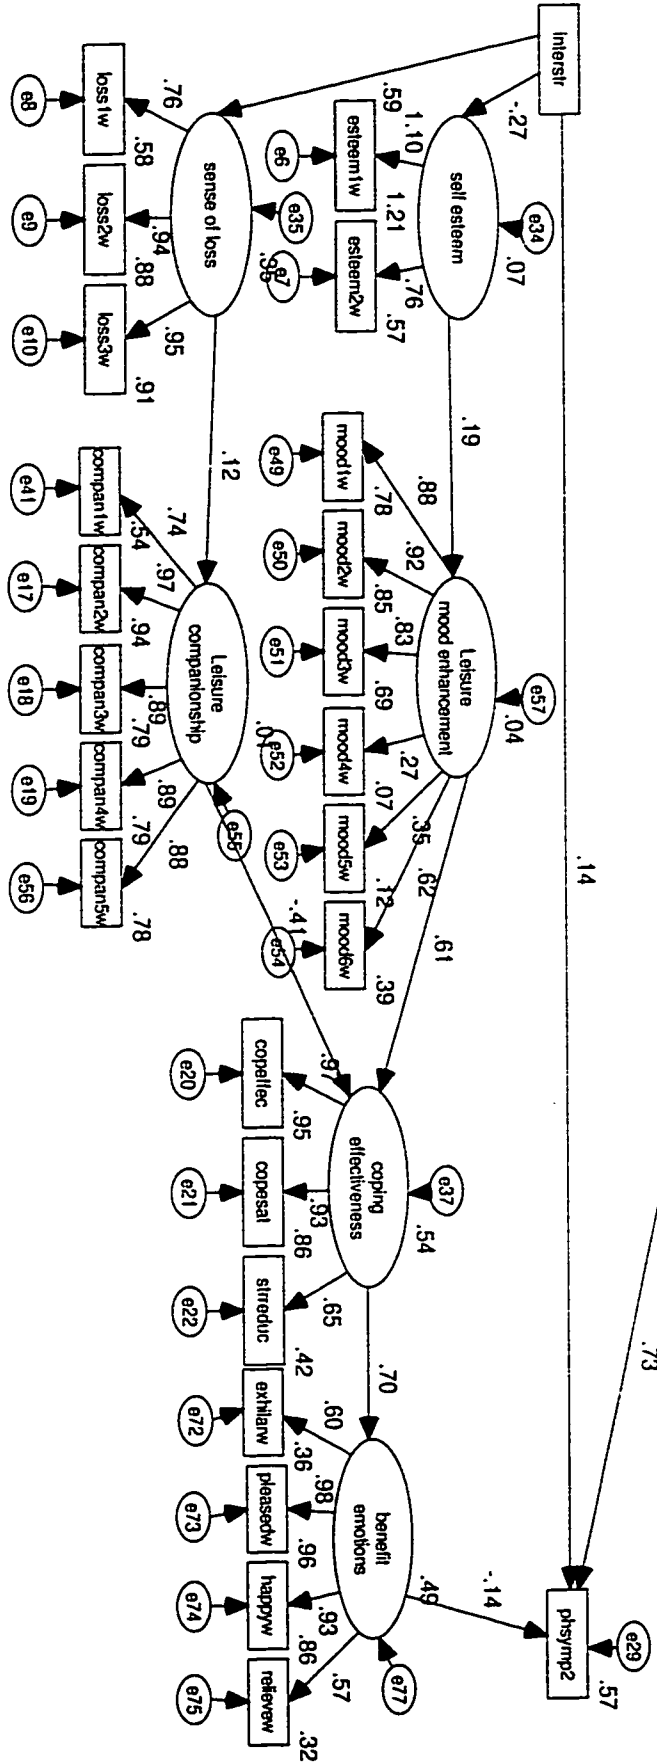 Interstr
-.27
self esteem
e34
.07
1.10
.59
esteem1w
e6
1.21
.76
esteem2w
.57
e7
sense of loss
e35
.76
loss1w
.58
e8
.94
loss2w
.88
e9
.95
loss3w
.91
e10
.19
.12
.14
.73
Leisure
mood enhancement
e57
.04
.88
mood1w
.78
e49
.92
mood2w
.85
e50
.83
mood3w
.69
e51
.27
mood4w
.07
e52
.35
mood5w
.12
e53
.62
mood6w
.39
e54
.61
Leisure
companionship
e55
.01
.74
compan1w
.54
e41
.97
compan2w
.94
e17
.89
compan3w
.79
e18
.89
compan4w
.79
e19
.88
compan5w
.78
e56
-.41
coping
effectiveness
e37
.54
.97
copeffec
.95
e20
.93
copesat
.86
e21
.65
strreduc
.42
e22
.70
benefit
emotions
e77
.49
.60
exhilarw
.36
e72
.98
pleasedw
.96
e73
.93
happyw
.86
e74
.57
relievew
.32
e75
-.14
phsymp2
e29
.57